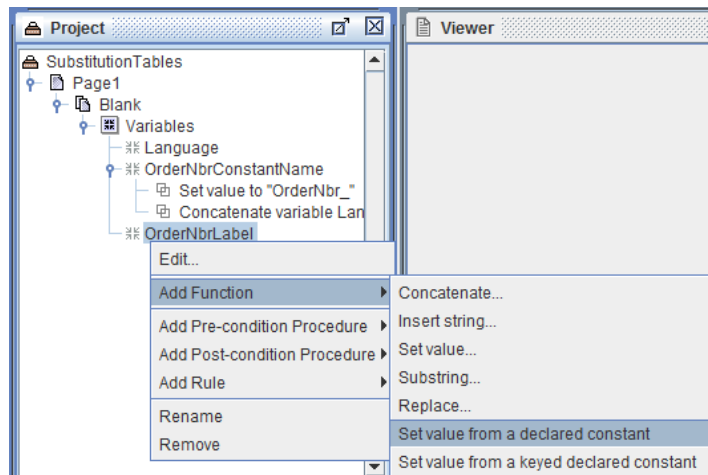 Project
Viewer
SubstitutionTables
Page1
Blank
Variables
Language
OrderNbrConstantName
Set value to "OrderNbr_"
Concatenate variable Lan
OrderNbrLabel
Edit...
Add Function
Add Pre-condition Procedure
Add Post-condition Procedure
Add Rule
Rename
Remove
Concatenate...
Insert string...
Set value...
Substring...
Replace...
Set value from a declared constant
Set value from a keyed declared constant